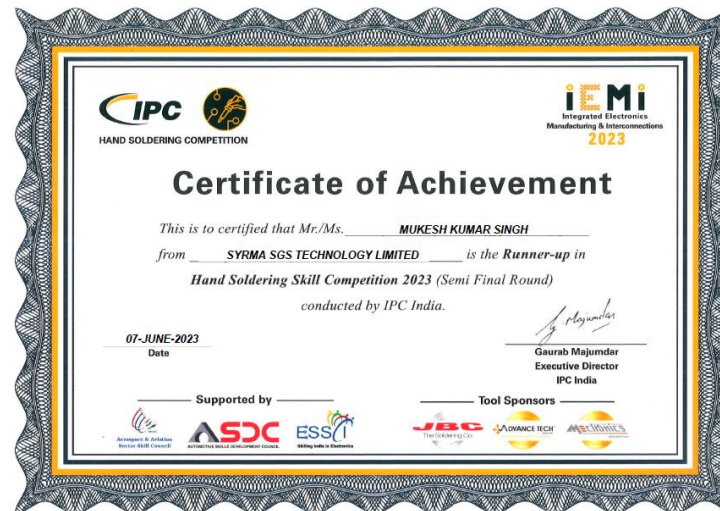 IPC
HAND SOLDERING COMPETITION
iEMi
Integrated Electronics
Manufacturing & Interconnections
2023
Certificate of Achievement
This is to certified that Mr./Ms. MUKESH KUMAR SINGH
from SYRMA SGS TECHNOLOGY LIMITED is the Runner-up in
Hand Soldering Skill Competition 2023 (Semi Final Round)
conducted by IPC India.
07-JUNE-2023
Date
G. Majumdar
Gaurab Majumdar
Executive Director
IPC India
Supported by
Aerospace & Aviation
Sector Skill Council
ASDC
AUTOMOTIVE SKILLS DEVELOPMENT COUNCIL
ESSCI
Skilling India in Electronics
Tool Sponsors
JBC
The Soldering Co.
ADVANCE TECH
MECTRONICS